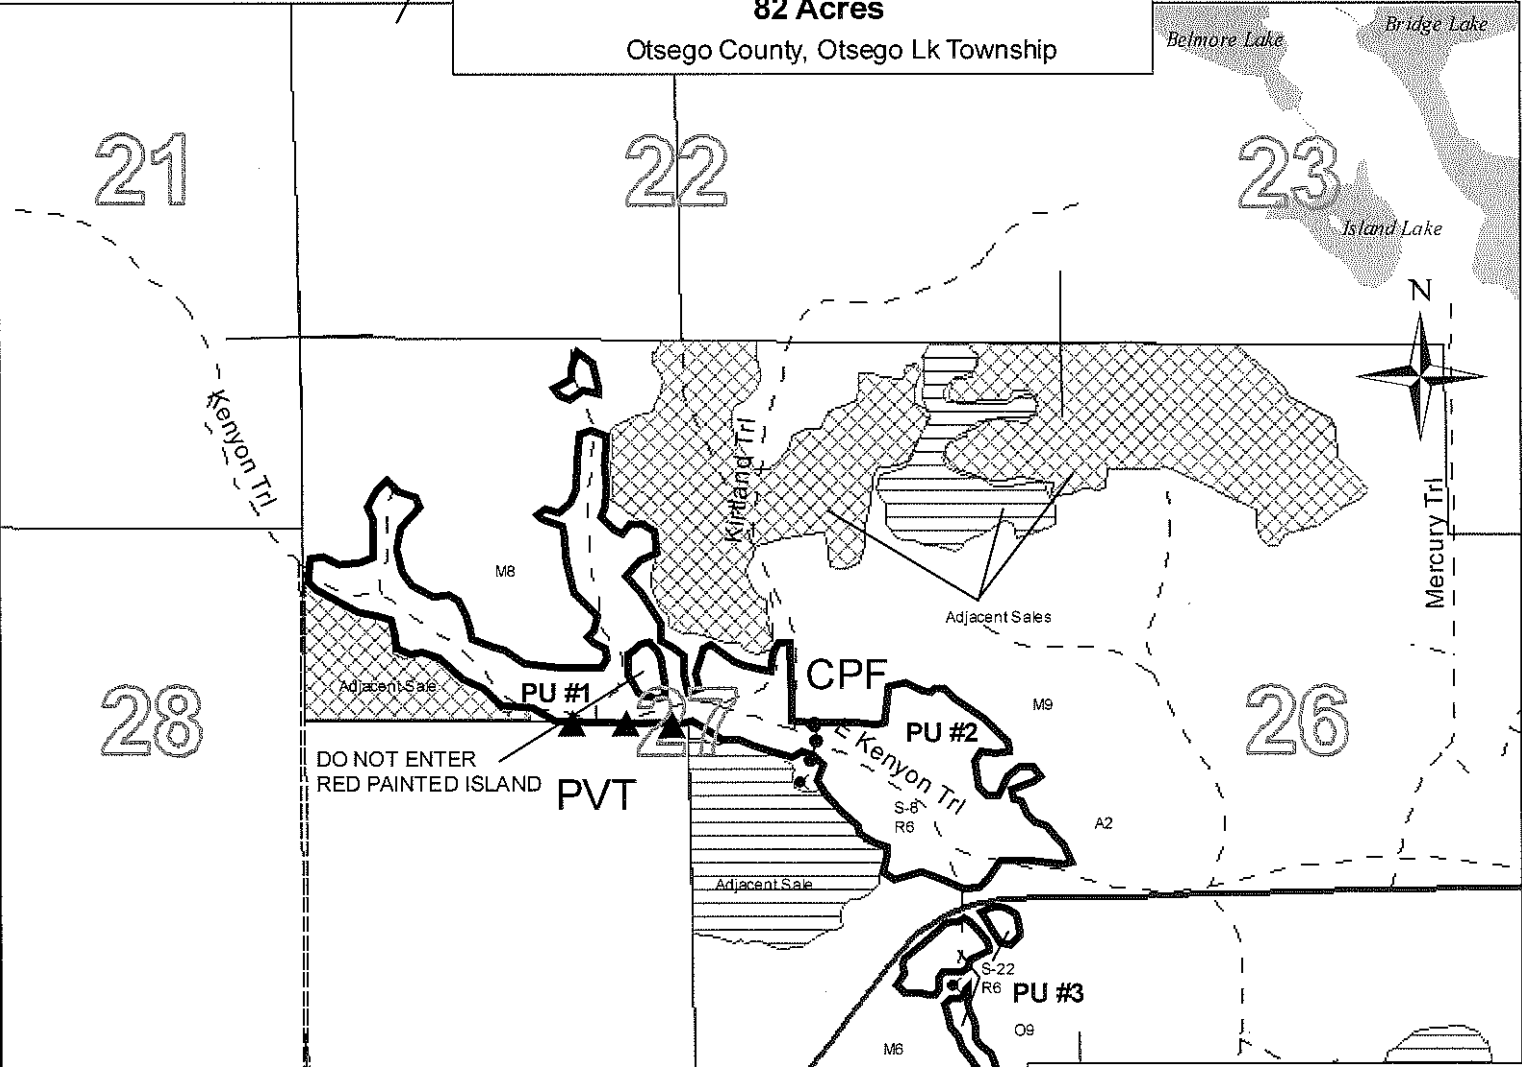 82 Acres
Otsego County, Otsego Lk Township
Belmore Lake
Bridge Lake
21
22
23
Island Lake
N
Kenyon Trl
Kirtland Trl
Mercury Trl
M8
Adjacent Sales
CPF
Adjacent Sale
PU #1
27
28
M9
26
PU #2
E Kenyon Trl
DO NOT ENTER
RED PAINTED ISLAND
PVT
S-8
R6
A2
Adjacent Sale
S-22
R6
PU #3
O9
M6